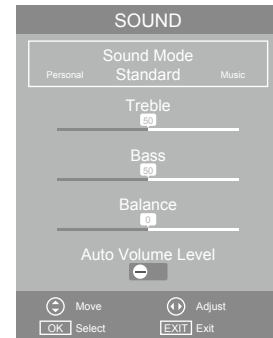 SOUND
Sound Mode
Personal Standard Music
Treble
50
Bass
50
Balance
0
Auto Volume Level
Move Adjust
OK Select EXIT Exit